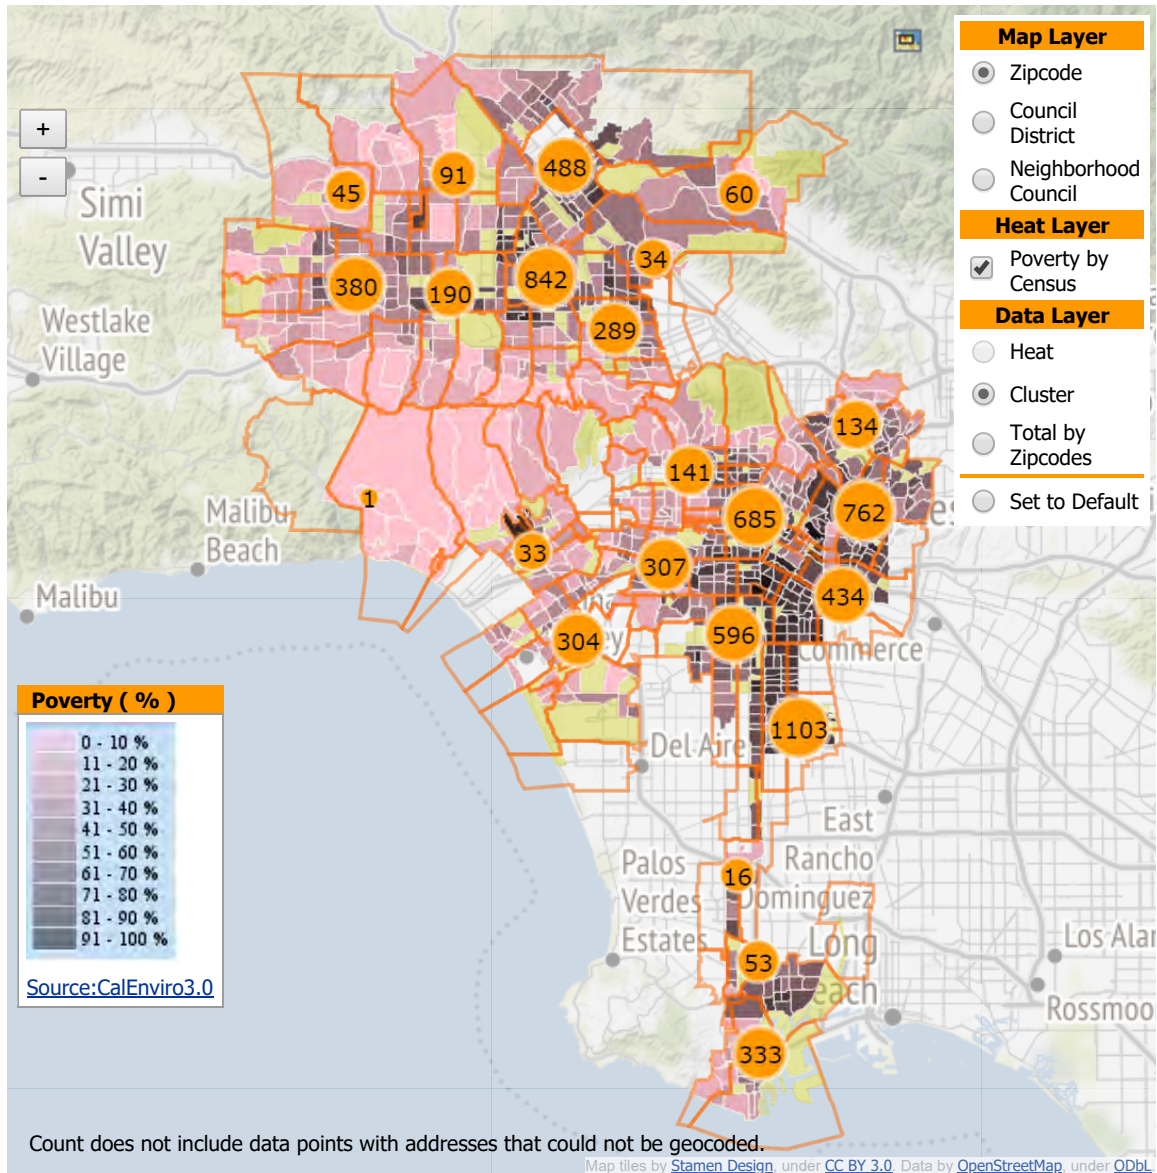 Map Layer
Zipcode
Council
District
Neighborhood
Council
Heat Layer
Poverty by
Census
Data Layer
Heat
Cluster
Total by
Zipcodes
Set to Default
+
-
Simi
Valley
Westlake
Village
Malibu
Beach
Malibu
45
91
488
60
380
190
842
34
289
134
141
685
762
1
33
307
434
304
596
Commerce
1103
Del Aire
East
Rancho
Dominguez
Palos
Verdes
Estates
16
53
Long
each
333
Los Alar
Rossmoo
Poverty ( % )
0 - 10 %
11 - 20 %
21 - 30 %
31 - 40 %
41 - 50 %
51 - 60 %
61 - 70 %
71 - 80 %
81 - 90 %
91 - 100 %
Source:CalEnviro3.0
Count does not include data points with addresses that could not be geocoded.
Map tiles by Stamen Design, under CC BY 3.0. Data by OpenStreetMap, under ODbL